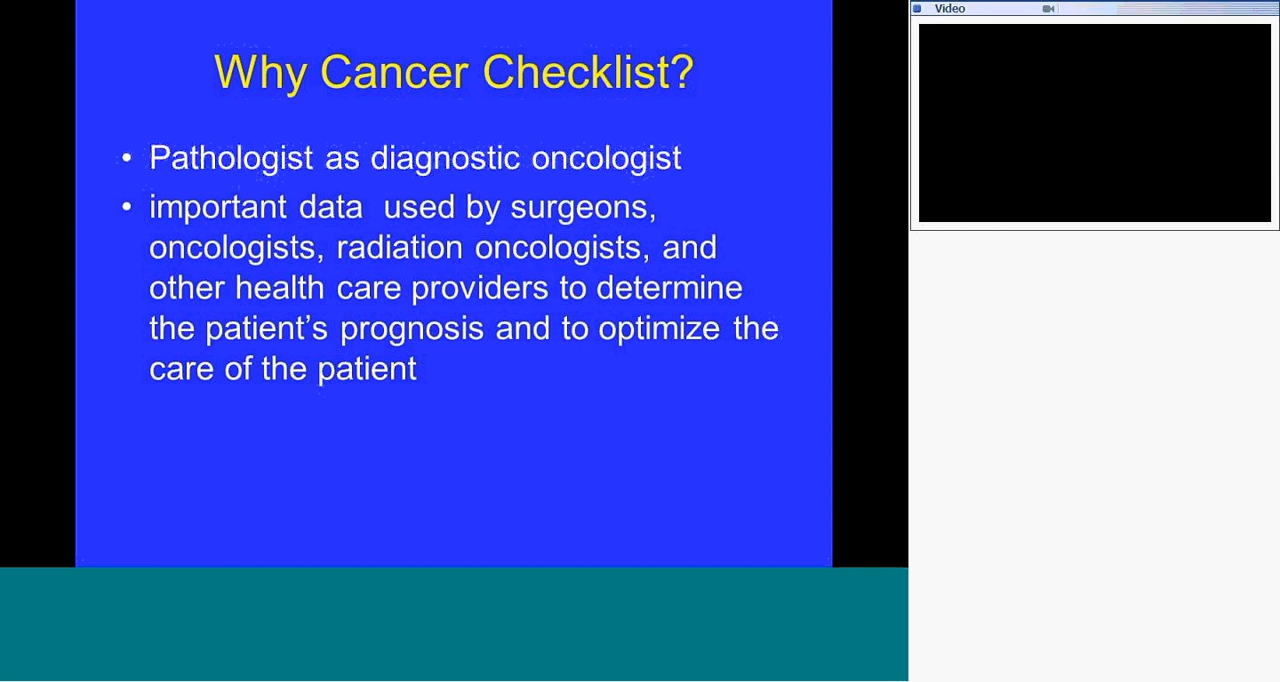 Why Cancer Checklist?
• Pathologist as diagnostic oncologist
• important data  used by surgeons,
oncologists, radiation oncologists, and
other health care providers to determine
the patient’s prognosis and to optimize the
care of the patient
Video